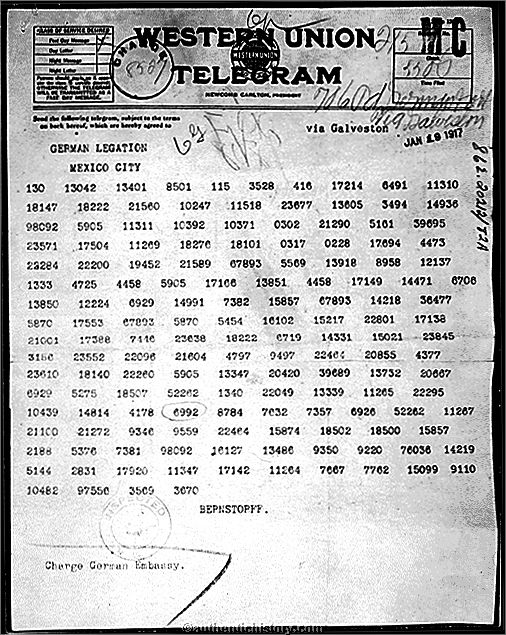 WESTERN UNION
TELEGRAM
NEWCOMB CARLTON, PRESIDENT
CLASS OF SERVICE DESIRED
Fast Day Message
Day Letter
Night Message
Night Letter
CHARGE
WESTERN UNION
Time Filed
Send the following telegram, subject to the terms
on back hereof, which are hereby agreed to
via Galveston
JAN 19 1917
GERMAN LEGATION
MEXICO CITY
130 13042 13401 8501 115 3528 416 17214 6491 11310
18147 18222 21560 10247 11518 23677 13605 3494 14936
98092 5905 11311 10392 10371 0302 21290 5161 39695
23571 17504 11269 18276 18101 0317 0228 17694 4473
22284 22200 19452 21589 67893 5569 13918 8958 12137
1333 4725 4458 5905 17166 13851 4458 17149 14471 6706
13850 12224 6929 14991 7382 15857 67893 14218 36477
5870 17553 67893 5870 5454 16102 15217 22801 17138
21001 17388 7446 23638 18222 6719 14331 15021 23845
3156 23552 22096 21604 4797 9497 22464 20855 4377
23610 18140 22260 5905 13347 20420 39689 13732 20667
6929 5275 18507 52262 1340 22049 13339 11265 22295
10439 14814 4178 6992 8784 7632 7357 6926 52262 11267
21100 21272 9346 9559 22464 15874 18502 18500 15857
2188 5376 7381 98092 16127 13486 9350 9220 76036 14219
5144 2831 17920 11347 17142 11264 7667 7762 15099 9110
10482 97556 3569 3670
BERNSTORFF.
Charge German Embassy.
©authentichistory.com